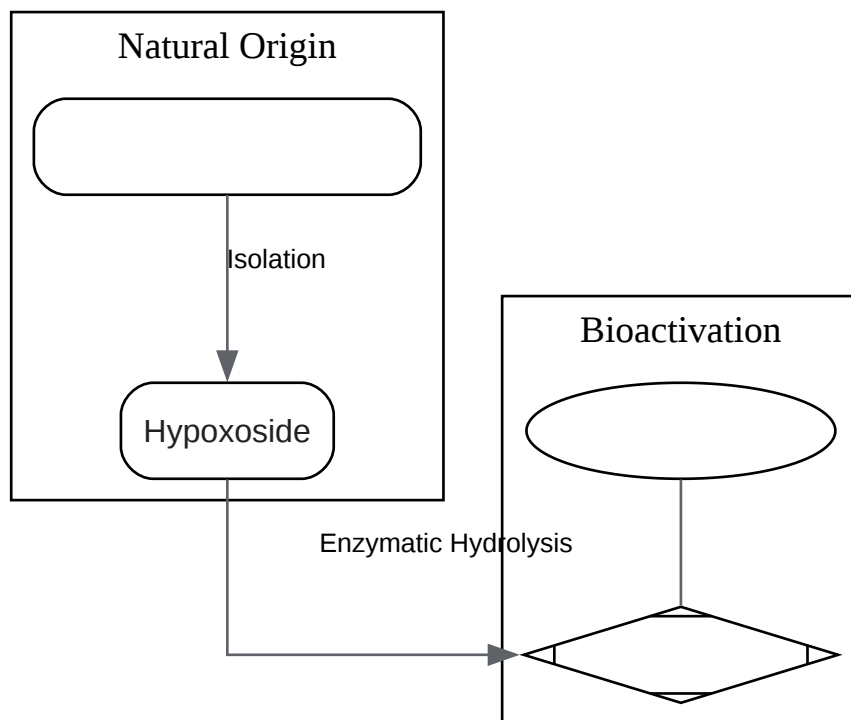 Natural Origin
Isolation
Bioactivation
Hypoxoside
Enzymatic Hydrolysis